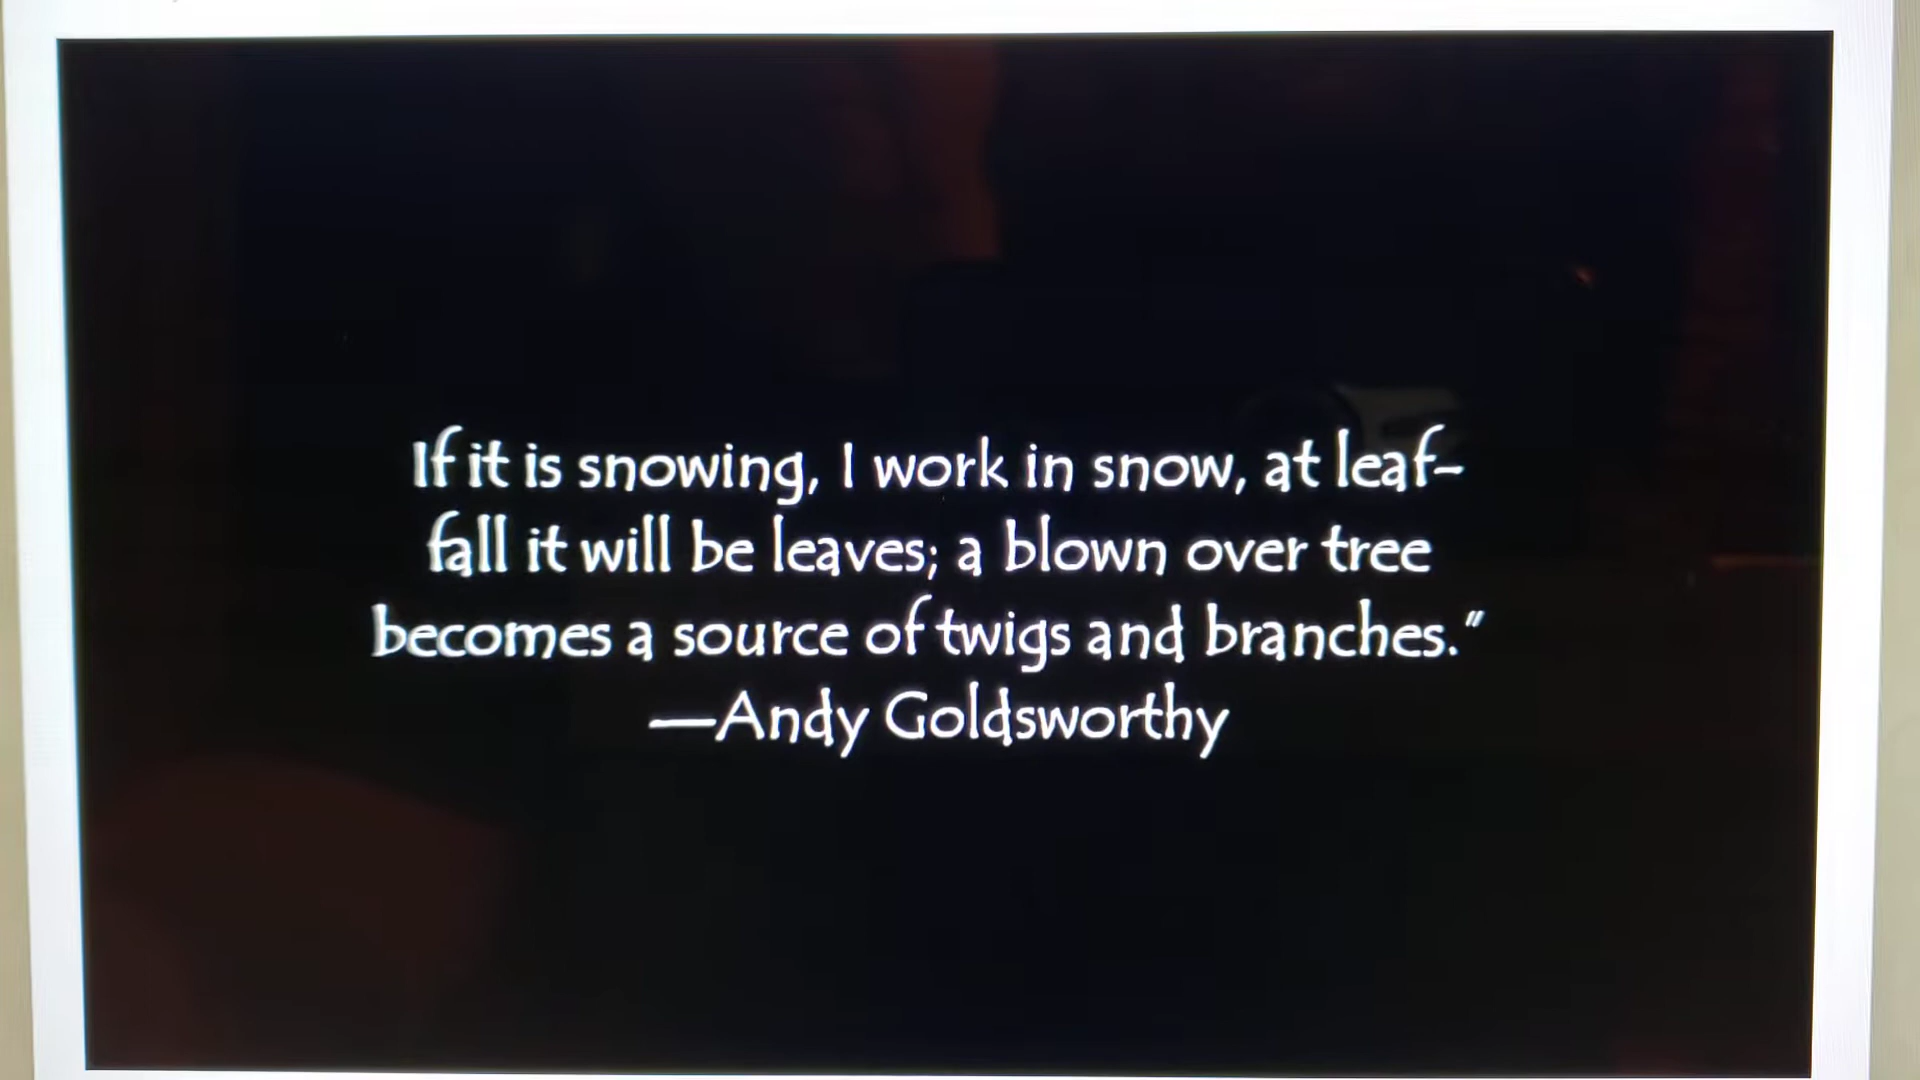 If it is snowing, I work in snow, at leaf-
fall it will be leaves; a blown over tree
becomes a source of twigs and branches."
—Andy Goldsworthy